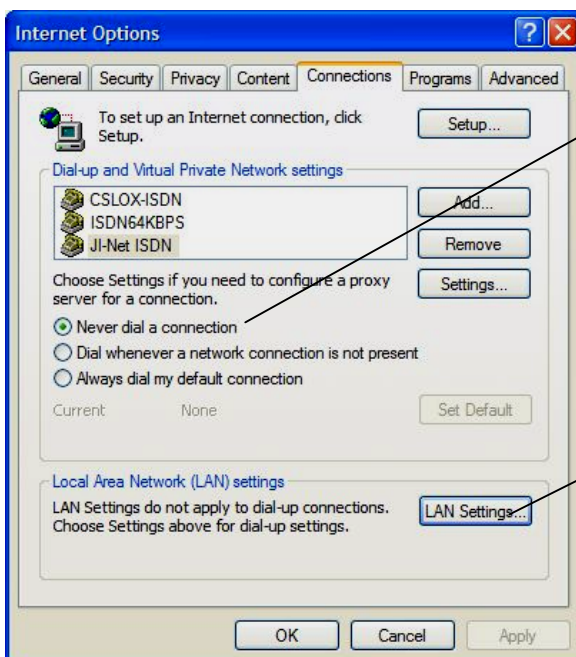 Internet Options
General Security Privacy Content Connections Programs Advanced
To set up an Internet connection, click
Setup.
Setup...
Dial-up and Virtual Private Network settings
CSLOX-ISDN
ISDN64KBPS
JI-Net ISDN
Add...
Remove
Choose Settings if you need to configure a proxy
server for a connection.
Settings...
Never dial a connection
Dial whenever a network connection is not present
Always dial my default connection
Current None
Set Default
Local Area Network (LAN) settings
LAN Settings do not apply to dial-up connections.
Choose Settings above for dial-up settings.
LAN Settings...
OK Cancel Apply